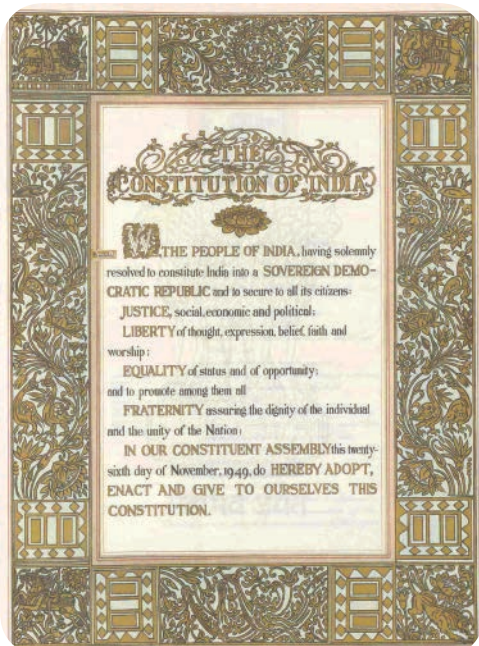 THE
CONSTITUTION OF INDIA
WE, THE PEOPLE OF INDIA, having solemnly
resolved to constitute India into a SOVEREIGN DEMO-
CRATIC REPUBLIC and to secure to all its citizens:
JUSTICE, social, economic and political;
LIBERTY of thought, expression, belief, faith and
worship;
EQUALITY of status and of opportunity;
and to promote among them all
FRATERNITY assuring the dignity of the individual
and the unity of the Nation;
IN OUR CONSTITUENT ASSEMBLY this twenty-
sixth day of November, 1949, do HEREBY ADOPT,
ENACT AND GIVE TO OURSELVES THIS
CONSTITUTION.